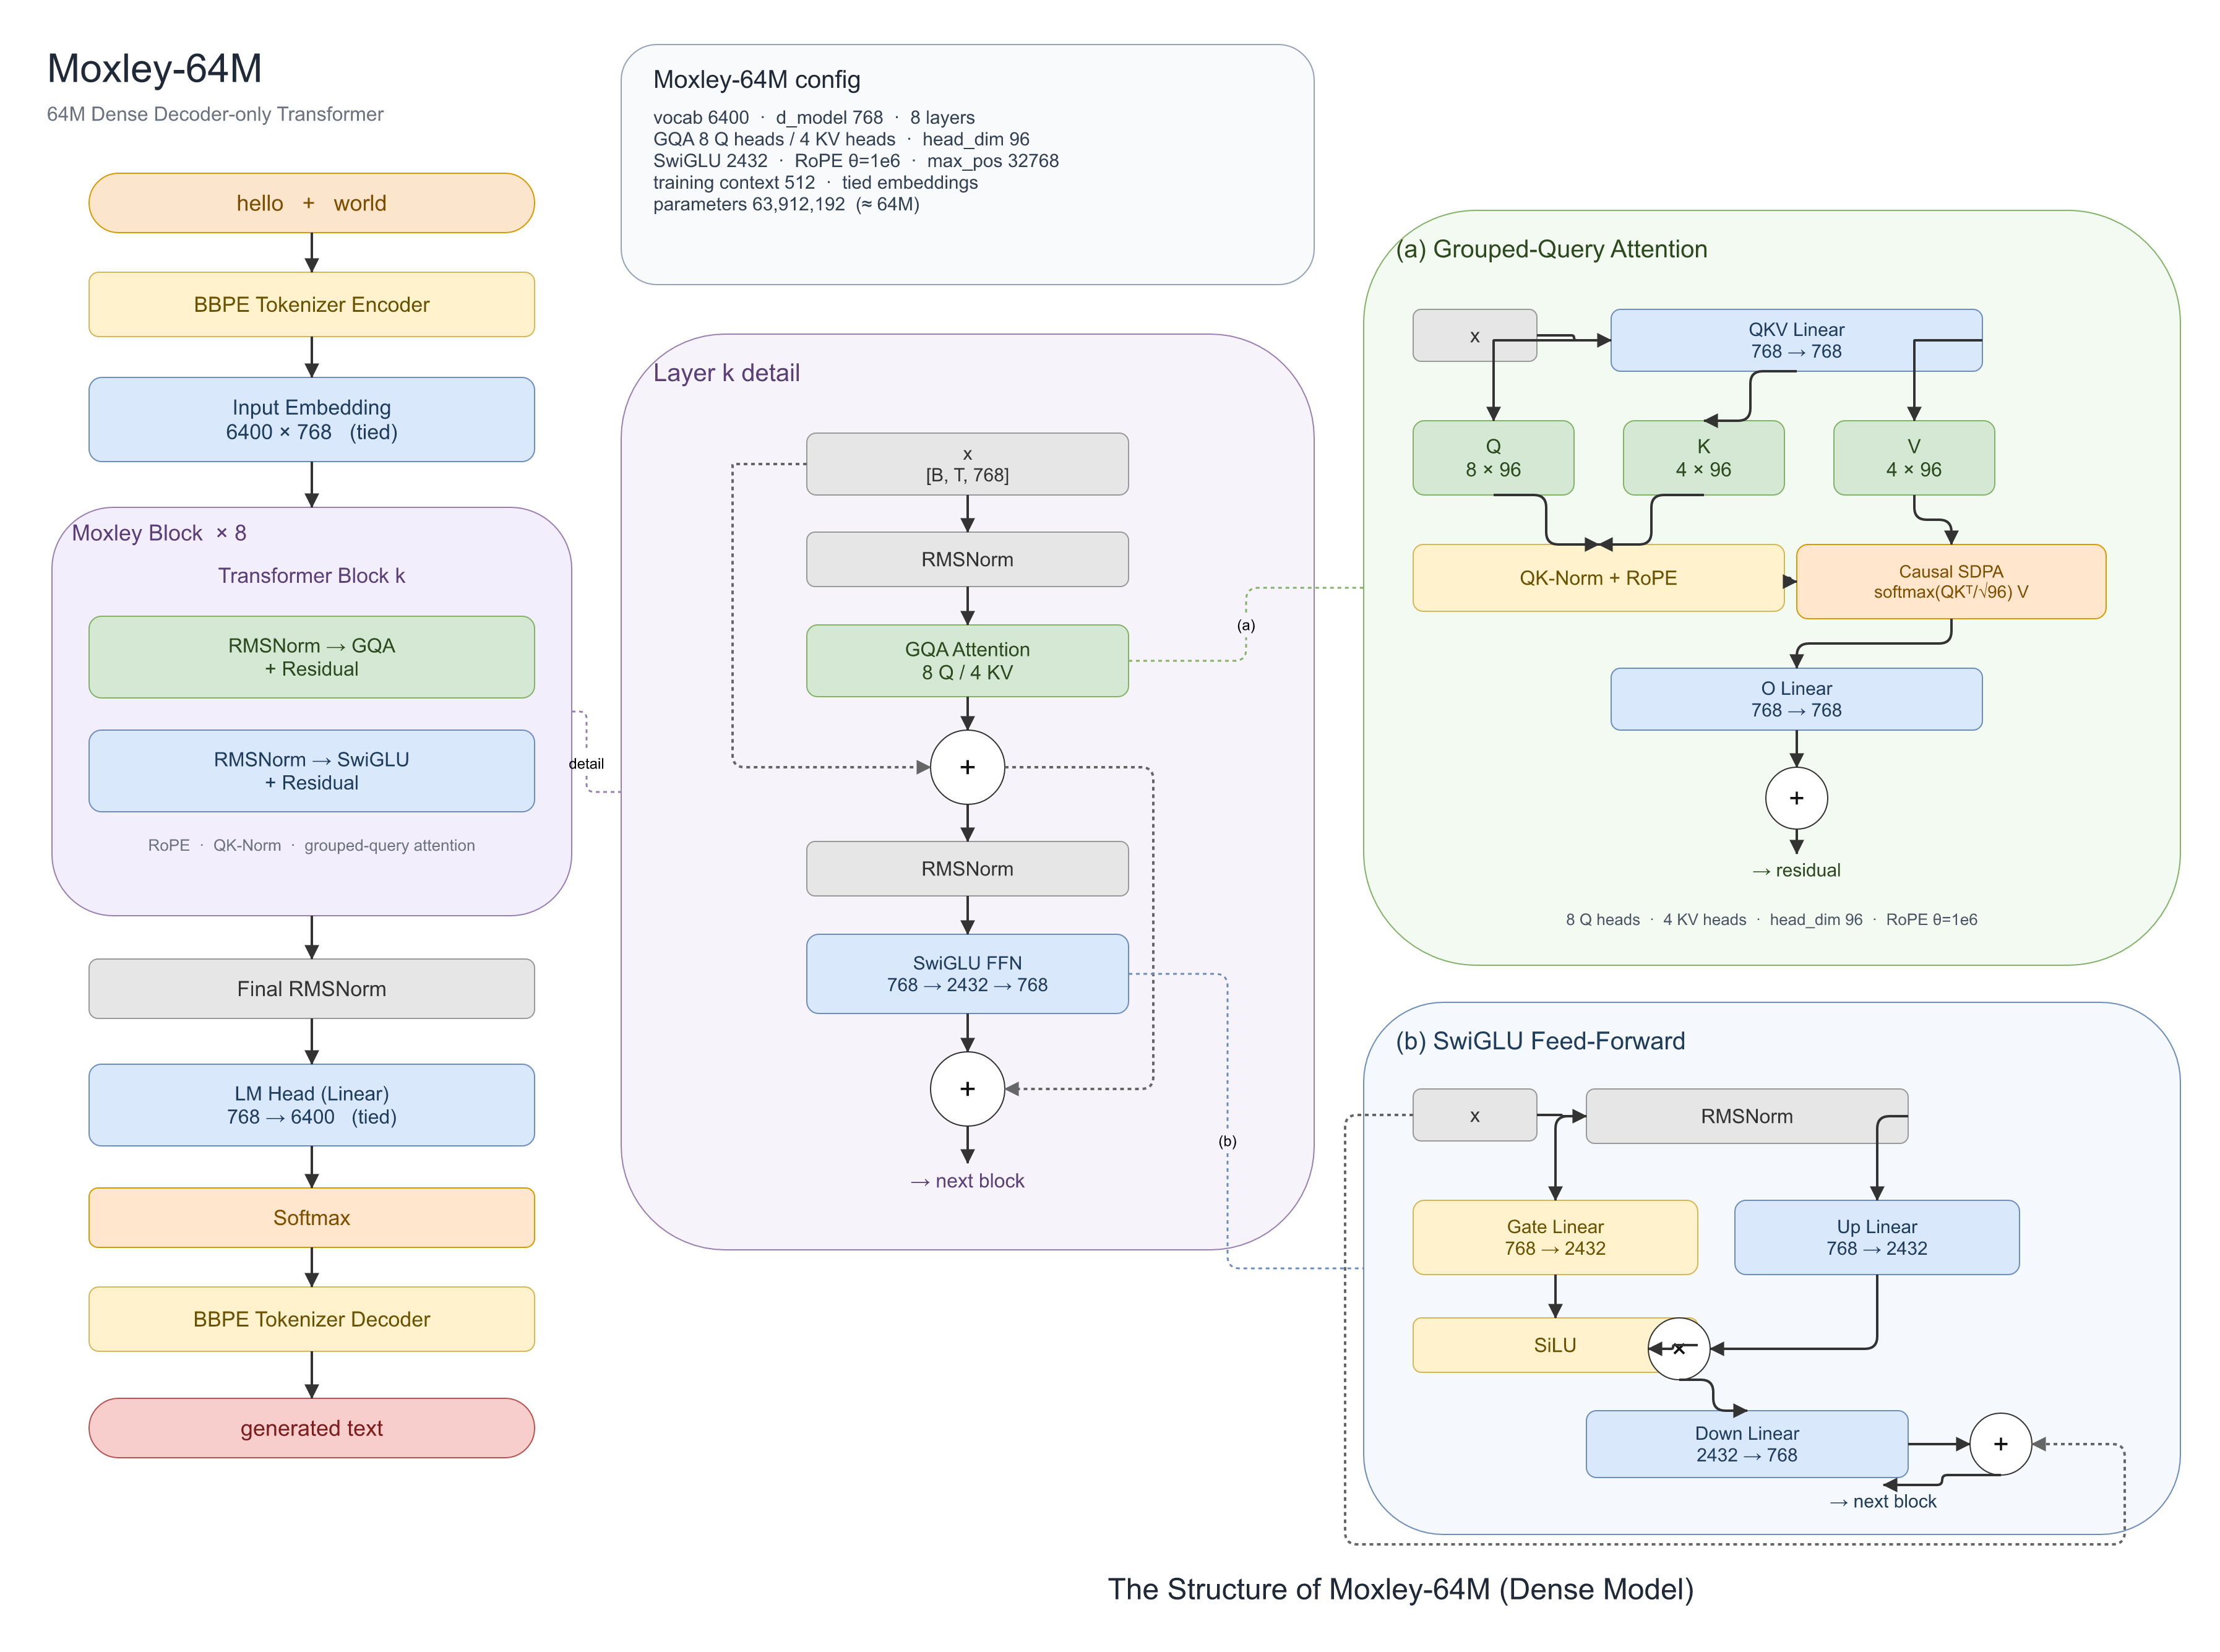 Moxley-64M
64M Dense Decoder-only Transformer
hello + world
BBPE Tokenizer Encoder
Input Embedding
6400 × 768 (tied)
Moxley Block × 8
Transformer Block k
RMSNorm → GQA
+ Residual
RMSNorm → SwiGLU
+ Residual
RoPE · QK-Norm · grouped-query attention
Final RMSNorm
LM Head (Linear)
768 → 6400 (tied)
Softmax
BBPE Tokenizer Decoder
generated text
detail
Moxley-64M config
vocab 6400 · d_model 768 · 8 layers
GQA 8 Q heads / 4 KV heads · head_dim 96
SwiGLU 2432 · RoPE θ=1e6 · max_pos 32768
training context 512 · tied embeddings
parameters 63,912,192 (≈ 64M)
Layer k detail
x
[B, T, 768]
RMSNorm
GQA Attention
8 Q / 4 KV
+
RMSNorm
SwiGLU FFN
768 → 2432 → 768
+
→ next block
(a)
(b)
(a) Grouped-Query Attention
x
QKV Linear
768 → 768
Q
8 × 96
K
4 × 96
V
4 × 96
QK-Norm + RoPE
Causal SDPA
softmax(QKᵀ/√96) V
O Linear
768 → 768
+
→ residual
8 Q heads · 4 KV heads · head_dim 96 · RoPE θ=1e6
(b) SwiGLU Feed-Forward
x
RMSNorm
Gate Linear
768 → 2432
Up Linear
768 → 2432
SiLU
×
Down Linear
2432 → 768
+
→ next block
The Structure of Moxley-64M (Dense Model)